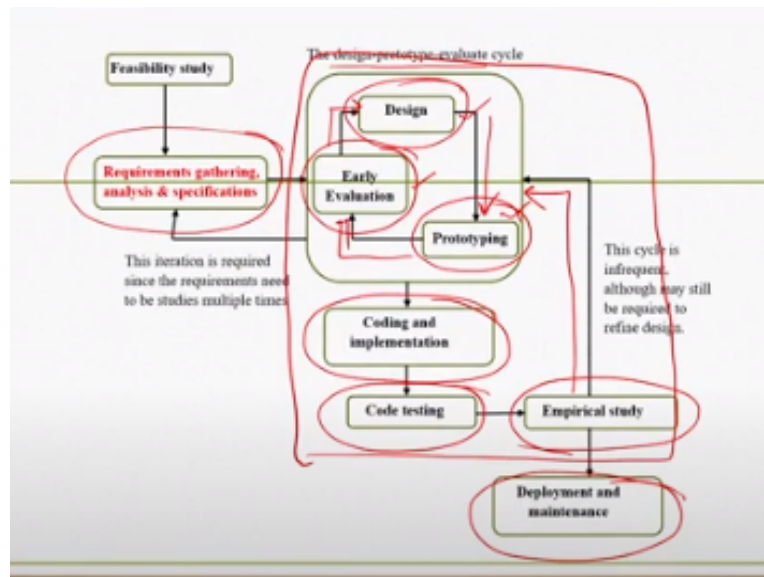 The design-prototype-evaluate cycle
Feasibility study
Design
Requirements gathering,
analysis & specifications
Early
Evaluation
Prototyping
This iteration is required
since the requirements need
to be studies multiple times
This cycle is
infrequent,
although may still
be required to
refine design.
Coding and
implementation
Code testing
Empirical study
Deployment and
maintenance